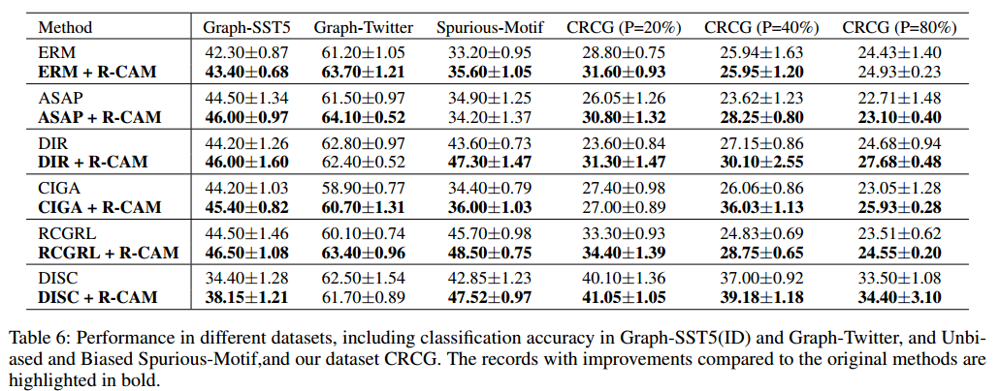 Method Graph-SST5 Graph-Twitter Spurious-Motif CRCG (P=20%) CRCG (P=40%) CRCG (P=80%)
ERM 42.30±0.87 61.20±1.05 33.20±0.95 28.80±0.75 25.94±1.63 24.43±1.40
ERM + R-CAM 43.40±0.68 63.70±1.21 35.60±1.05 31.60±0.93 25.95±1.20 24.93±0.23
ASAP 44.50±1.34 61.50±0.97 34.90±1.25 26.05±1.26 23.62±1.23 22.71±1.48
ASAP + R-CAM 46.00±0.97 64.10±0.52 34.20±1.37 30.80±1.32 28.25±0.80 23.10±0.40
DIR 44.20±1.26 62.80±0.97 43.60±0.73 23.60±0.84 27.15±0.86 24.68±0.94
DIR + R-CAM 46.00±1.60 62.40±0.52 47.30±1.47 31.30±1.47 30.10±2.55 27.68±0.48
CIGA 44.20±1.03 58.90±0.77 34.40±0.79 27.40±0.98 26.06±0.86 23.05±1.28
CIGA + R-CAM 45.40±0.82 60.70±1.31 36.00±1.03 27.00±0.89 36.03±1.13 25.93±0.28
RCGRL 44.50±1.46 60.10±0.74 45.70±0.98 33.30±0.93 24.83±0.69 23.51±0.62
RCGRL + R-CAM 46.50±1.08 63.40±0.96 48.50±0.75 34.40±1.39 28.75±0.65 24.55±0.20
DISC 34.40±1.28 62.50±1.54 42.85±1.23 40.10±1.36 37.00±0.92 33.50±1.08
DISC + R-CAM 38.15±1.21 61.70±0.89 47.52±0.97 41.05±1.05 39.18±1.18 34.40±3.10
Table 6: Performance in different datasets, including classification accuracy in Graph-SST5(ID) and Graph-Twitter, and Unbi-
ased and Biased Spurious-Motif,and our dataset CRCG. The records with improvements compared to the original methods are
highlighted in bold.